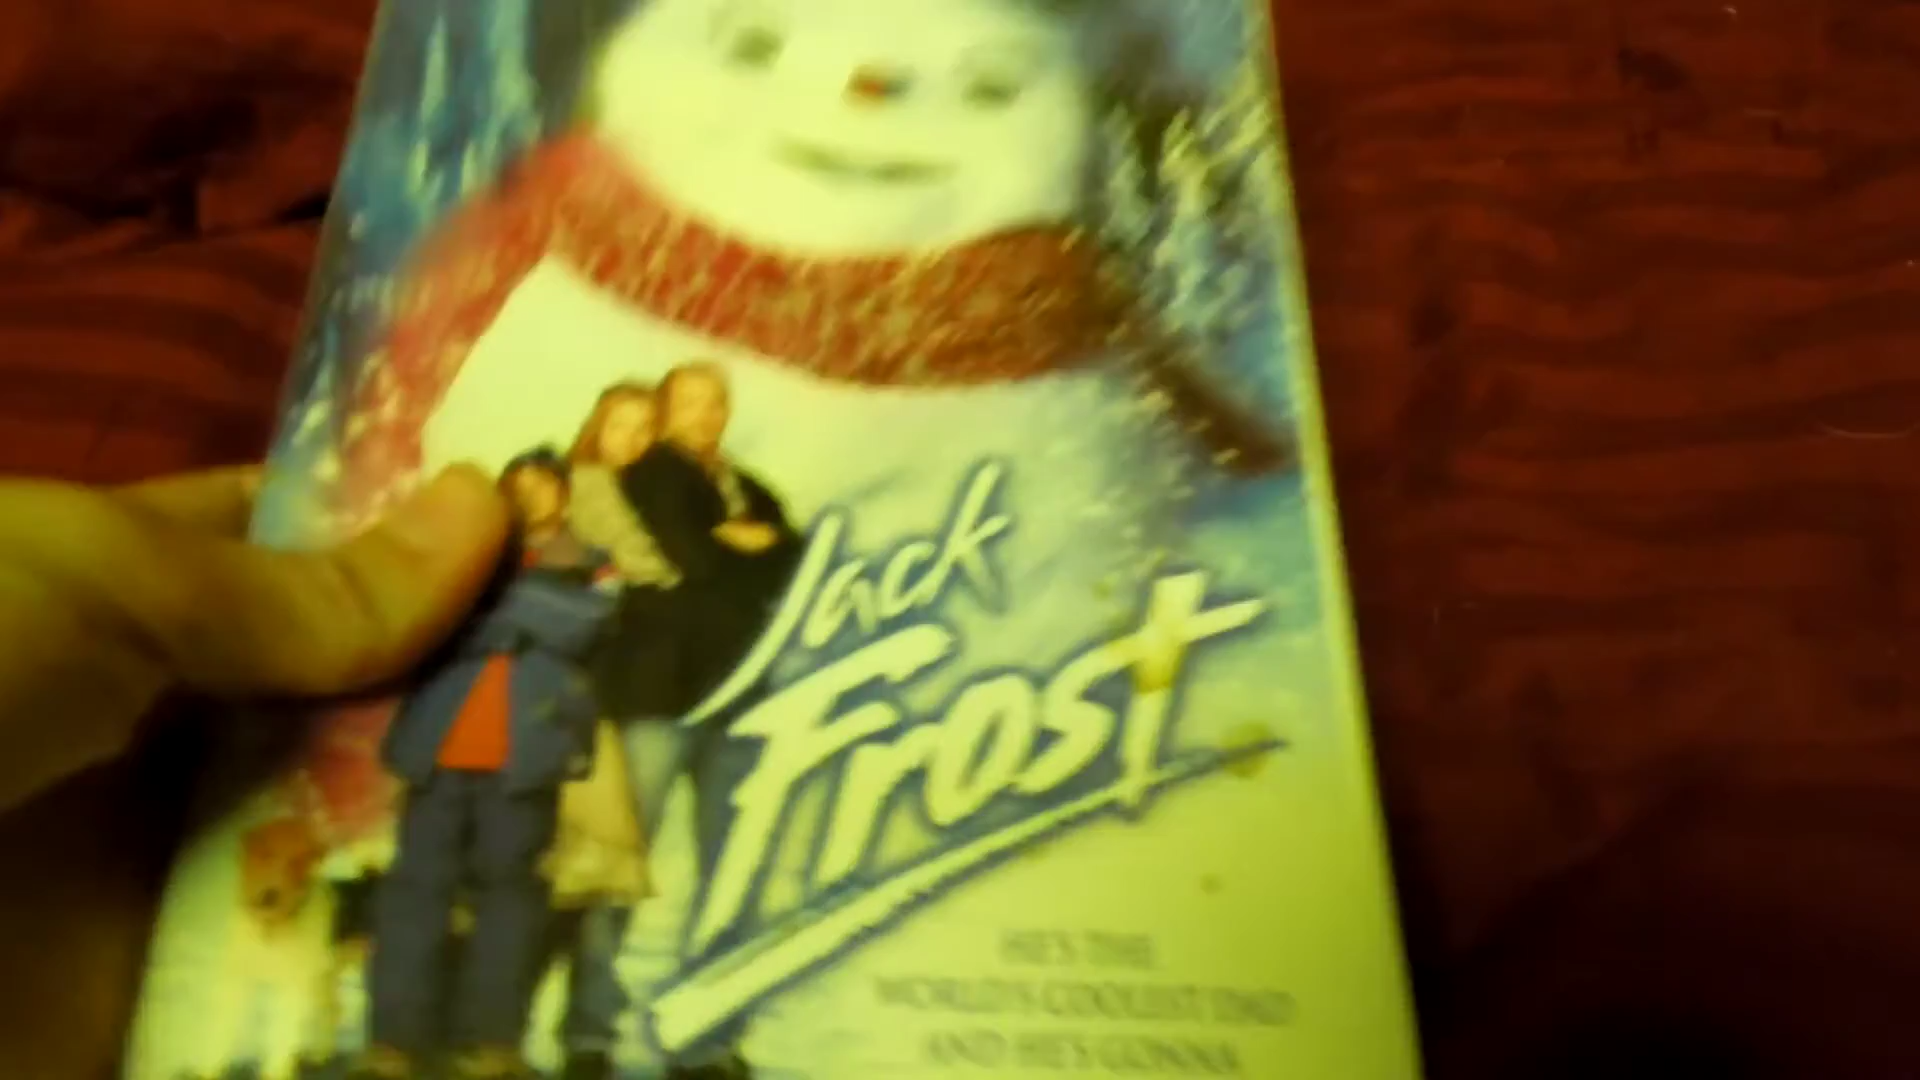 Jack
Frost
HE'S THE
WORLD'S COOLEST DAD
AND HE'S GONNA